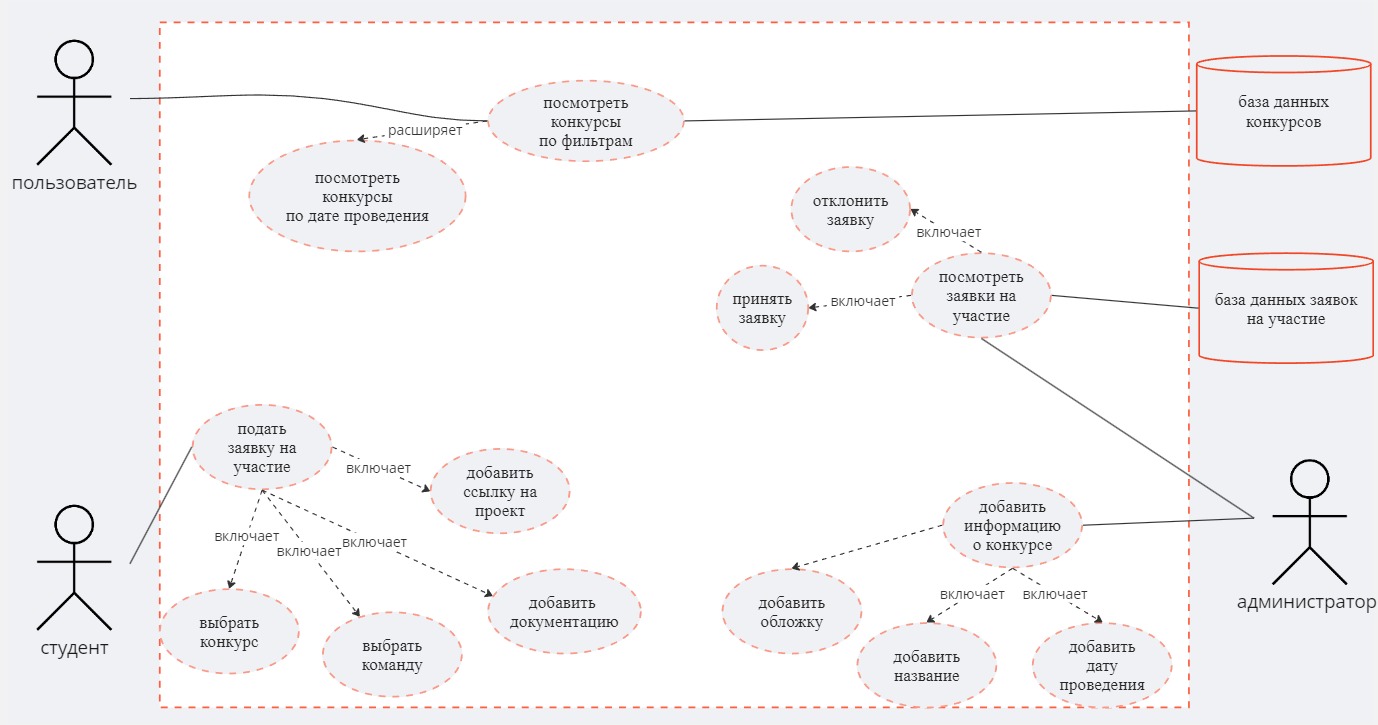 посмотреть
конкурсы
по фильтрам
база данных
конкурсов
расширяет
пользователь
посмотреть
конкурсы
по дате проведения
отклонить
заявку
включает
посмотреть
заявки на
участие
принять
заявку
включает
база данных заявок
на участие
подать
заявку на
участие
включает
добавить
ссылку на
проект
включает
включает
включает
студент
выбрать
конкурс
выбрать
команду
добавить
документацию
добавить
информацию
о конкурсе
администратор
добавить
обложку
включает
включает
добавить
название
добавить
дату
проведения